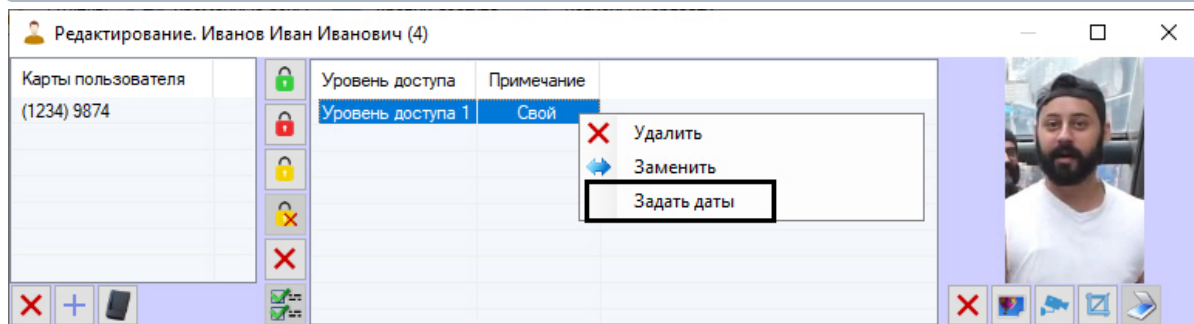 Редактирование. Иванов Иван Иванович (4)
Карты пользователя
(1234) 9874
Уровень доступа Примечание
Уровень доступа 1 Свой
Удалить
Заменить
Задать даты